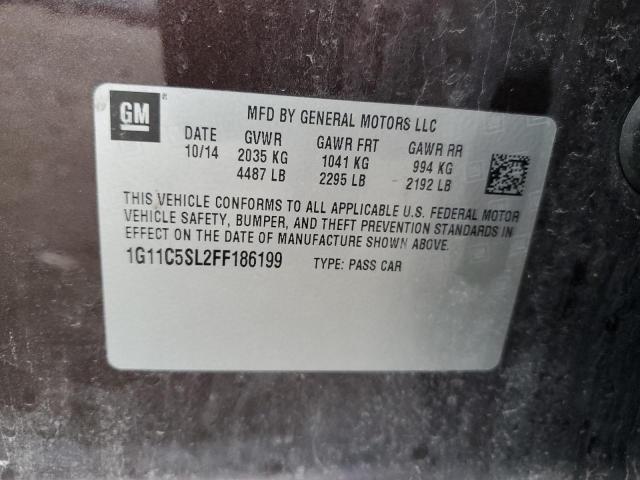 GM ®
MFD BY GENERAL MOTORS LLC
DATE GVWR GAWR FRT GAWR RR
10/14 2035 KG 1041 KG 994 KG
4487 LB 2295 LB 2192 LB
THIS VEHICLE CONFORMS TO ALL APPLICABLE U.S. FEDERAL MOTOR
VEHICLE SAFETY, BUMPER, AND THEFT PREVENTION STANDARDS IN
EFFECT ON THE DATE OF MANUFACTURE SHOWN ABOVE.
1G11C5SL2FF186199 TYPE: PASS CAR